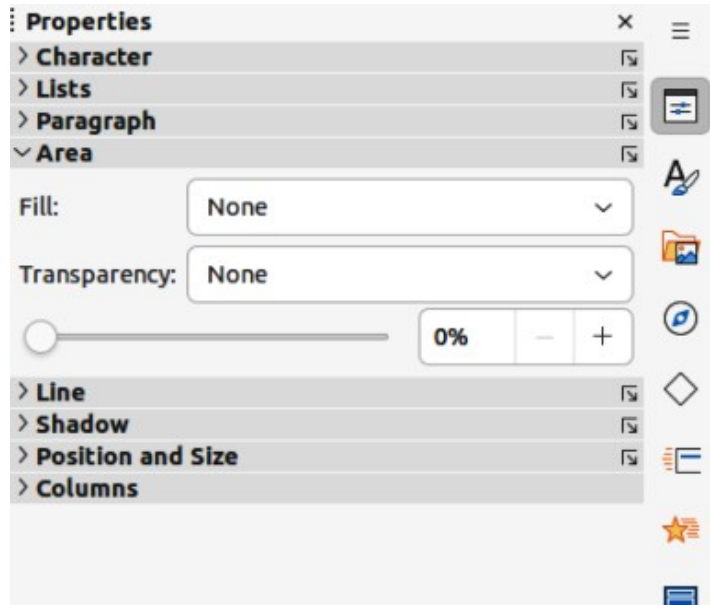 Properties
Character
Lists
Paragraph
Area
Fill: None
Transparency: None
0%
Line
Shadow
Position and Size
Columns